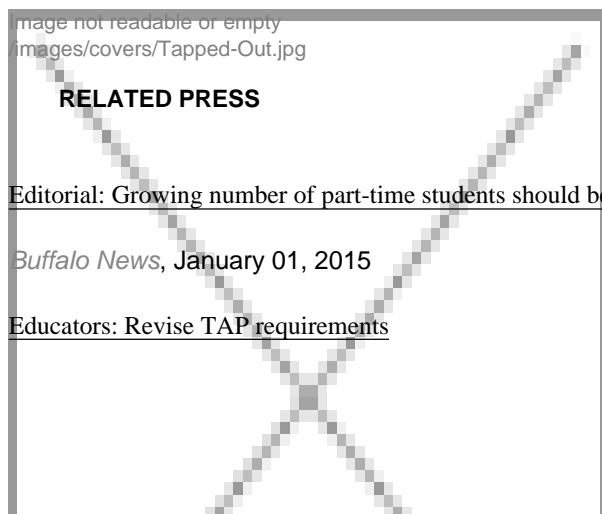 Image not readable or empty
/images/covers/Tapped-Out.jpg
RELATED PRESS
Editorial: Growing number of part-time students should
Buffalo News, January 01, 2015
Educators: Revise TAP requirements